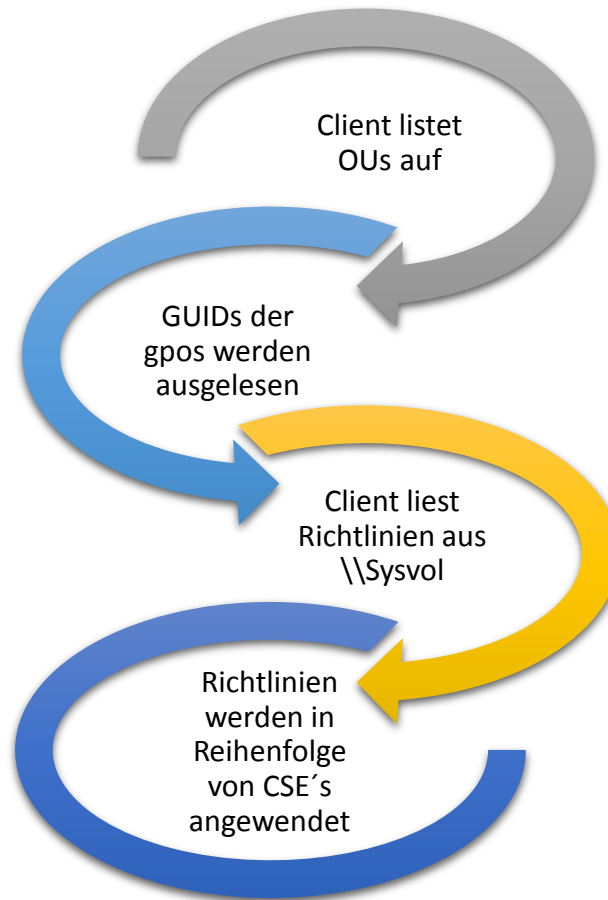 Client listet
OUs auf
GUIDs der
gpos werden
ausgelesen
Client liest
Richtlinien aus
\\Sysvol
Richtlinien
werden in
Reihenfolge
von CSE´s
angewendet